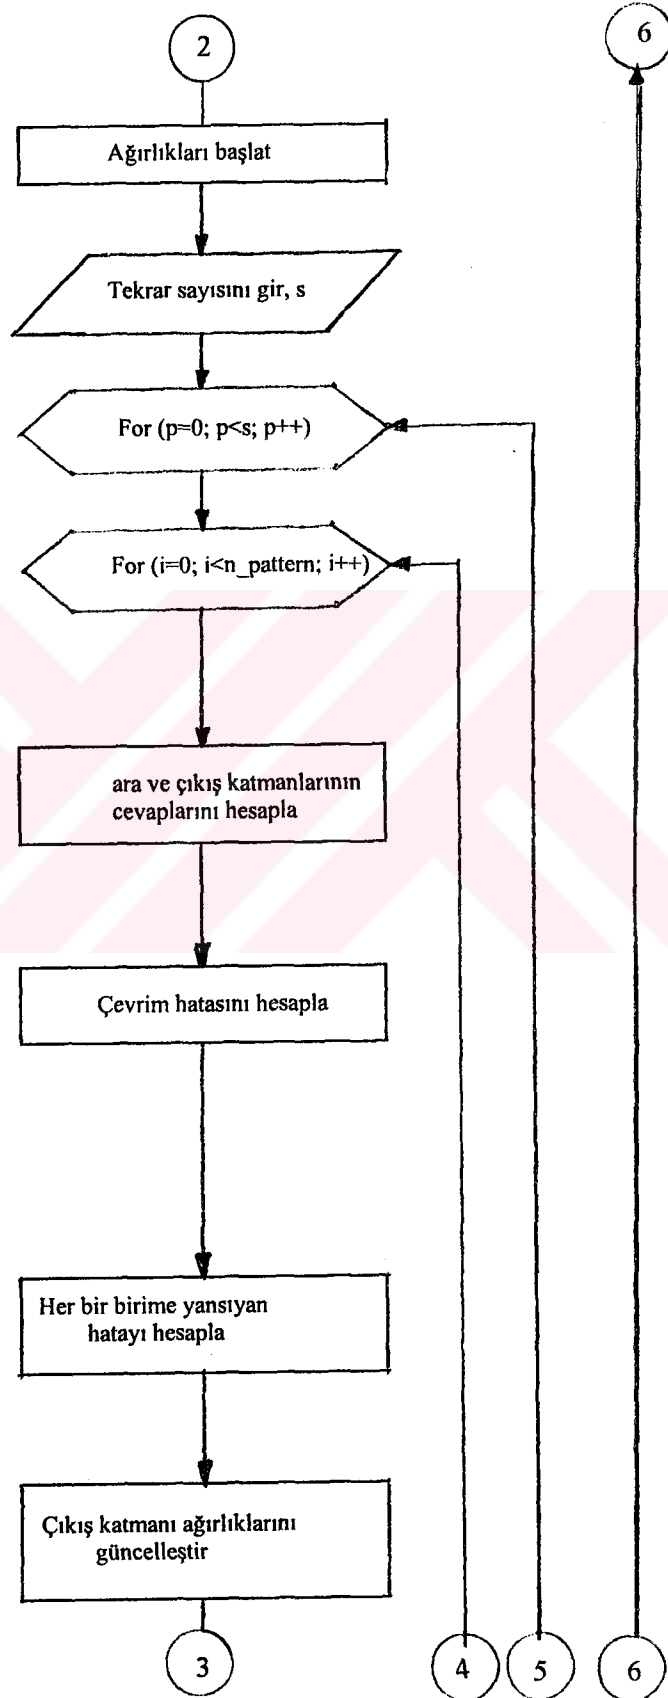 2
6
Ağırlıkları başlat
Tekrar sayısını gir, s
For (p=0; p<s; p++)
For (i=0; i<n_pattern; i++)
ara ve çıkış katmanlarının
cevaplarını hesapla
Çevrim hatasını hesapla
Her bir birime yansıyan
hatayı hesapla
Çıkış katmanı ağırlıklarını
güncelleştir
3
4
5
6